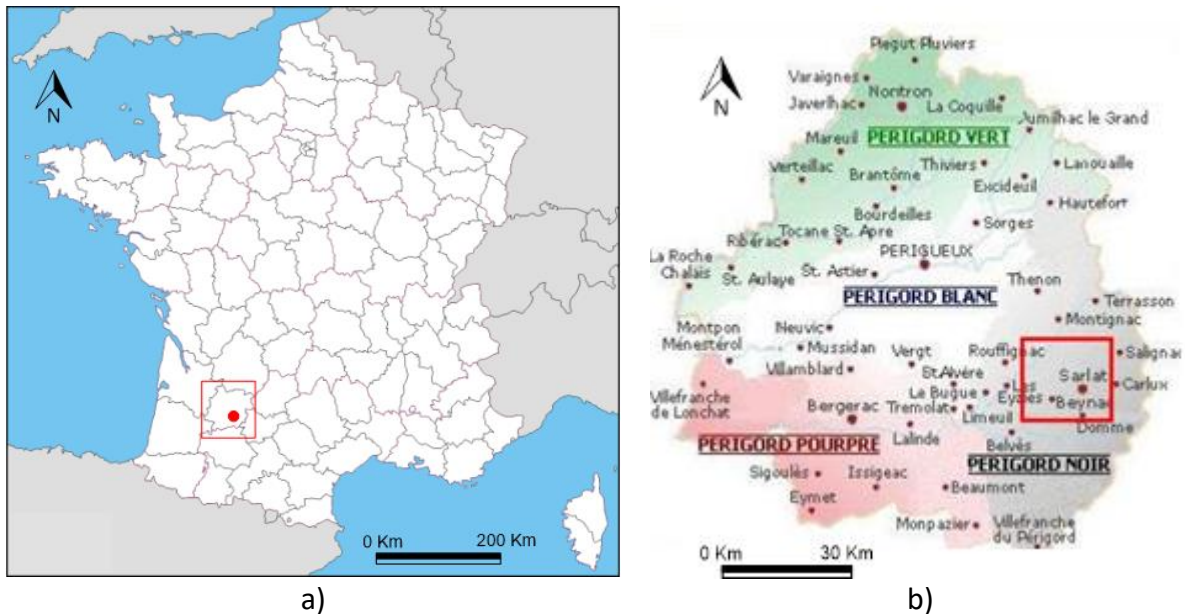 N
0 Km
200 Km
a)
N
Piegut Pluviers
Varaignes
Nontron
Javerlhac
La Coquille
Jumilhac le Grand
Mareuil
PERIGORD VERT
Verteillac
Thiviers
Lanouaille
Brantôme
Excideuil
Bourdeilles
Hautefort
Tocane St. Apre
Sorges
Ribérac
La Roche
Chalais
St. Aulaye
St. Astier
PERIGUEUX
Thenon
PERIGORD BLANC
Terrasson
Montignac
Montpon
Ménestérol
Neuvic
Mussidan
Vergt
Rouffignac
Salignac
Villamblard
St.Alvére
Sarlat
Villefranche
de Lonchat
Le Bugue
Les
Eyzies
Carlux
Bergerac
Tremolat
Limeuil
Beynac
Lalinde
Belvès
Domme
PERIGORD POURPRE
PERIGORD NOIR
Sigoulès
Issigeac
Eymet
Beaumont
Monpazier
Villefranche
du Périgord
0 Km
30 Km
b)